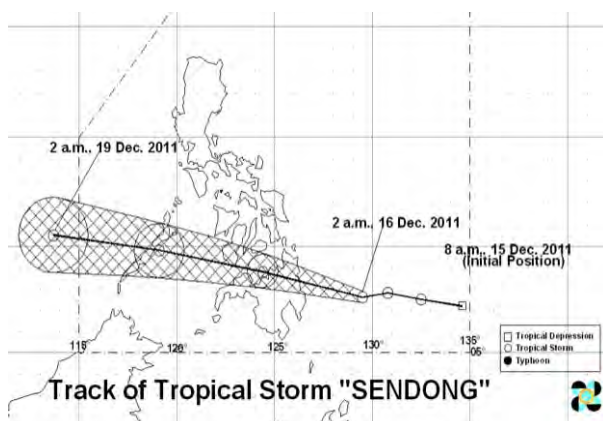 2 a.m., 19 Dec. 2011
2 a.m., 16 Dec. 2011
8 a.m., 15 Dec. 2011
(Initial Position)
115° 120° 125° 130° 135°
05°
Tropical Depression
Tropical Storm
Typhoon
Track of Tropical Storm "SENDONG"